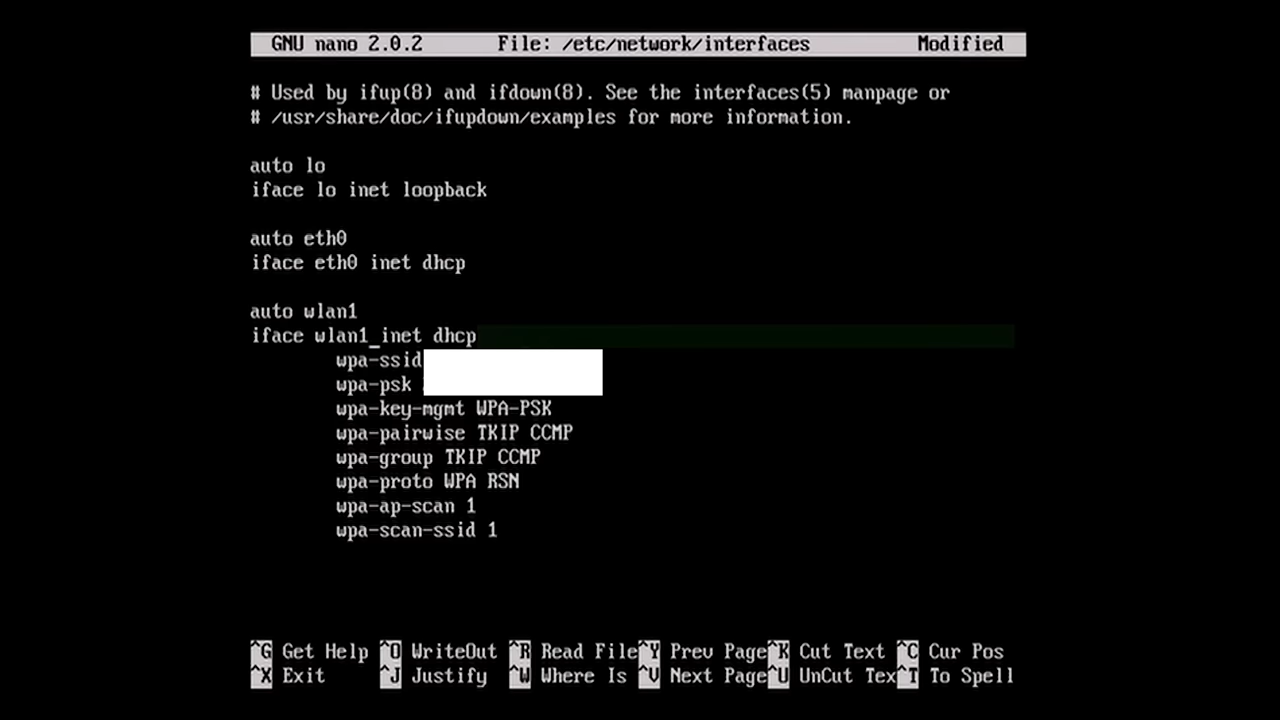 GNU nano 2.0.2 File: /etc/network/interfaces Modified
# Used by ifup(8) and ifdown(8). See the interfaces(5) manpage or
# /usr/share/doc/ifupdown/examples for more information.
auto lo
iface lo inet loopback
auto eth0
iface eth0 inet dhcp
auto wlan1
iface wlan1_inet dhcp
wpa-ssid
wpa-psk
wpa-key-mgmt WPA-PSK
wpa-pairwise TKIP CCMP
wpa-group TKIP CCMP
wpa-proto WPA RSN
wpa-ap-scan 1
wpa-scan-ssid 1
^G Get Help ^O WriteOut ^R Read File ^Y Prev Page ^K Cut Text ^C Cur Pos
^X Exit ^J Justify ^W Where Is ^V Next Page ^U UnCut Tex ^T To Spell